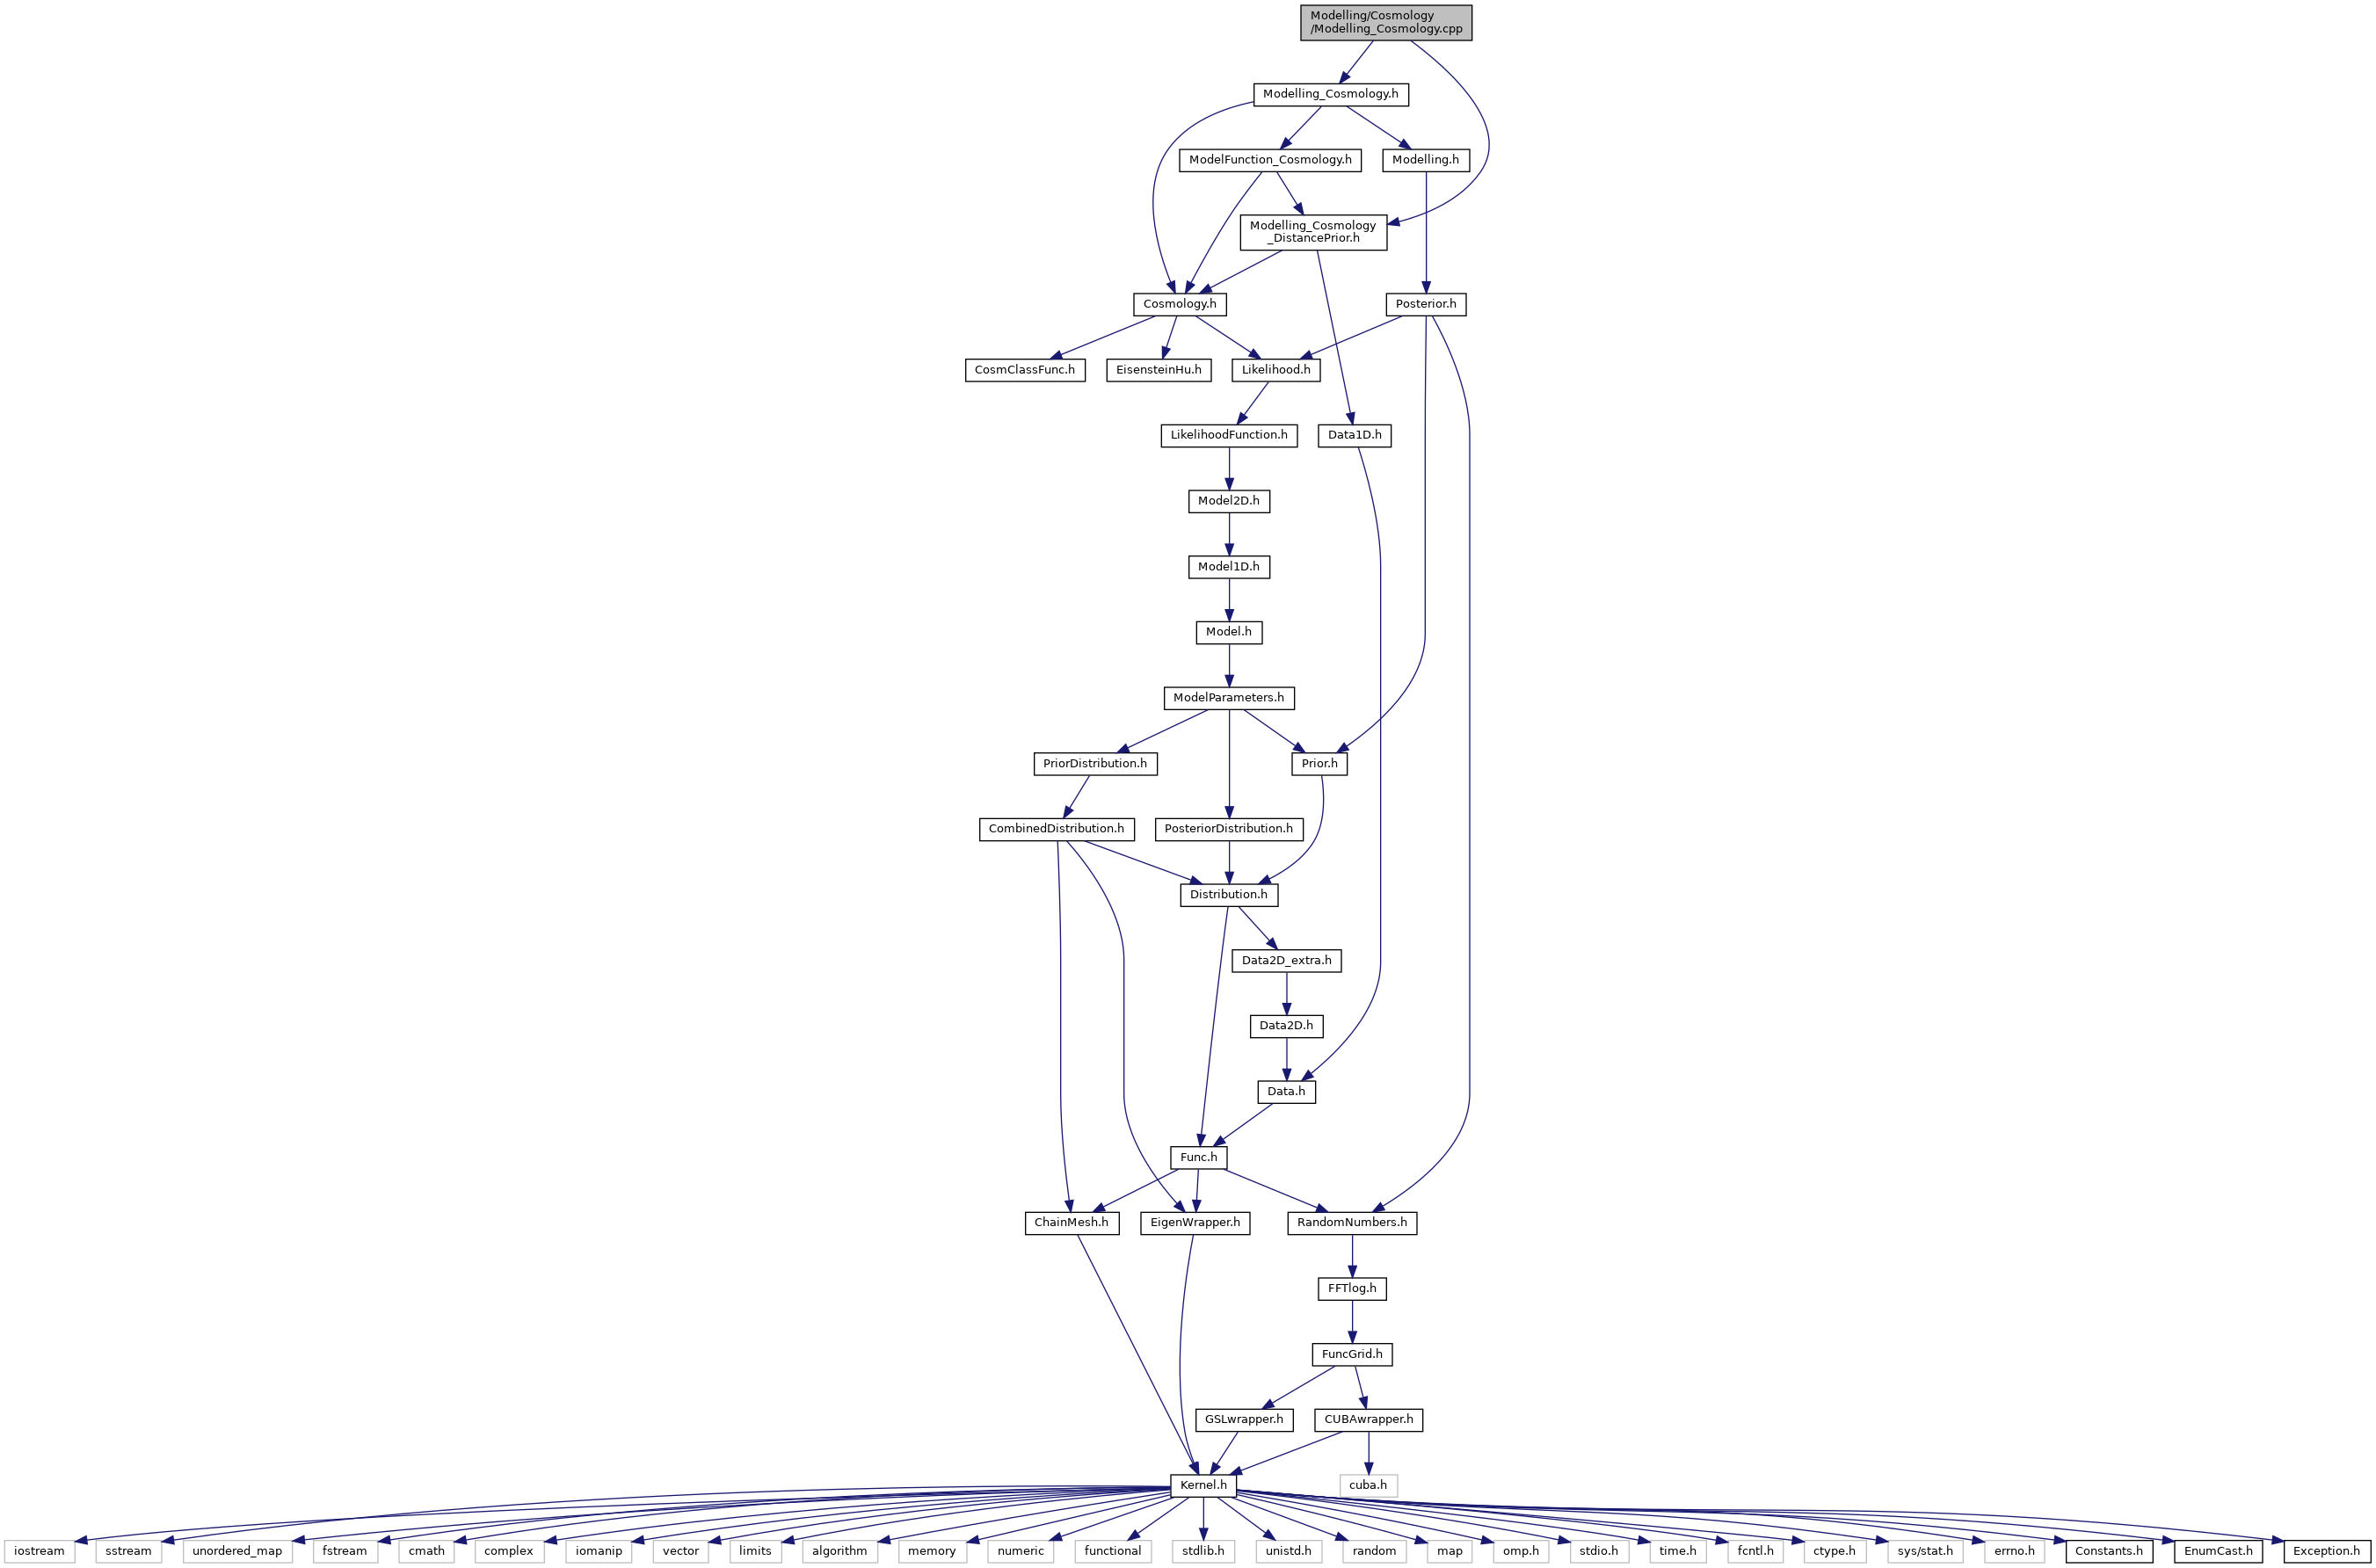 Modelling/Cosmology
/Modelling_Cosmology.cpp
Modelling_Cosmology.h
ModelFunction_Cosmology.h
Modelling.h
Modelling_Cosmology
_DistancePrior.h
Cosmology.h
Posterior.h
CosmClassFunc.h
EisensteinHu.h
Likelihood.h
LikelihoodFunction.h
Data1D.h
Model2D.h
Model1D.h
Model.h
ModelParameters.h
PriorDistribution.h
Prior.h
CombinedDistribution.h
PosteriorDistribution.h
Distribution.h
Data2D_extra.h
Data2D.h
Data.h
Func.h
ChainMesh.h
EigenWrapper.h
RandomNumbers.h
FFTlog.h
FuncGrid.h
GSLwrapper.h
CUBAwrapper.h
Kernel.h
cuba.h
iostream
sstream
unordered_map
fstream
cmath
complex
iomanip
vector
limits
algorithm
memory
numeric
functional
stdlib.h
unistd.h
random
map
omp.h
stdio.h
time.h
fcntl.h
ctype.h
sys/stat.h
errno.h
Constants.h
EnumCast.h
Exception.h